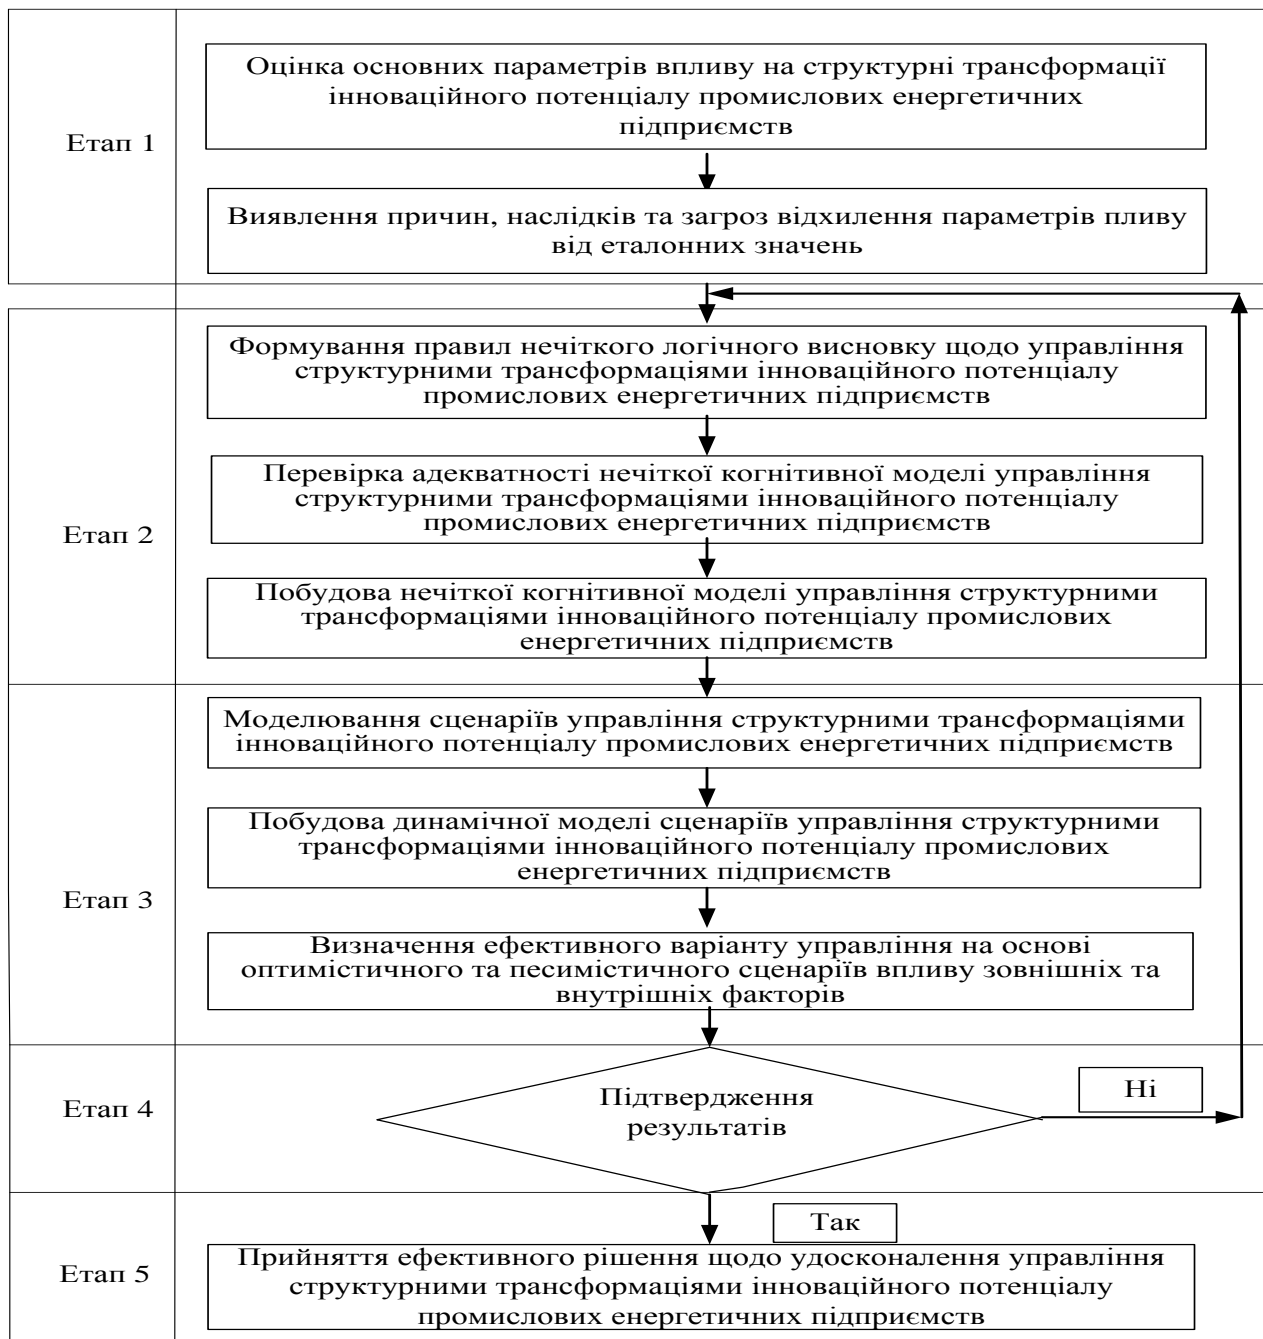 Етап 1
Оцінка основних параметрів впливу на структурні трансформації
інноваційного потенціалу промислових енергетичних
підприємств
Виявлення причин, наслідків та загроз відхилення параметрів пливу
від еталонних значень
Етап 2
Формування правил нечіткого логічного висновку щодо управління
структурними трансформаціями інноваційного потенціалу
промислових енергетичних підприємств
Перевірка адекватності нечіткої когнітивної моделі управління
структурними трансформаціями інноваційного потенціалу
промислових енергетичних підприємств
Побудова нечіткої когнітивної моделі управління структурними
трансформаціями інноваційного потенціалу промислових
енергетичних підприємств
Етап 3
Моделювання сценаріїв управління структурними трансформаціями
інноваційного потенціалу промислових енергетичних підприємств
Побудова динамічної моделі сценаріїв управління структурними
трансформаціями інноваційного потенціалу промислових
енергетичних підприємств
Визначення ефективного варіанту управління на основі
оптимістичного та песимістичного сценаріїв впливу зовнішніх та
внутрішніх факторів
Етап 4
Підтвердження
результатів
Ні
Так
Етап 5
Прийняття ефективного рішення щодо удосконалення управління
структурними трансформаціями інноваційного потенціалу
промислових енергетичних підприємств